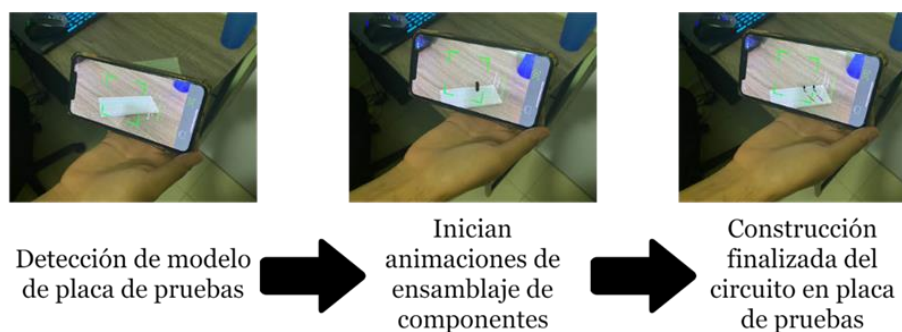 Detección de modelo
de placa de pruebas
Inician
animaciones de
ensamblaje de
componentes
Construcción
finalizada del
circuito en placa
de pruebas